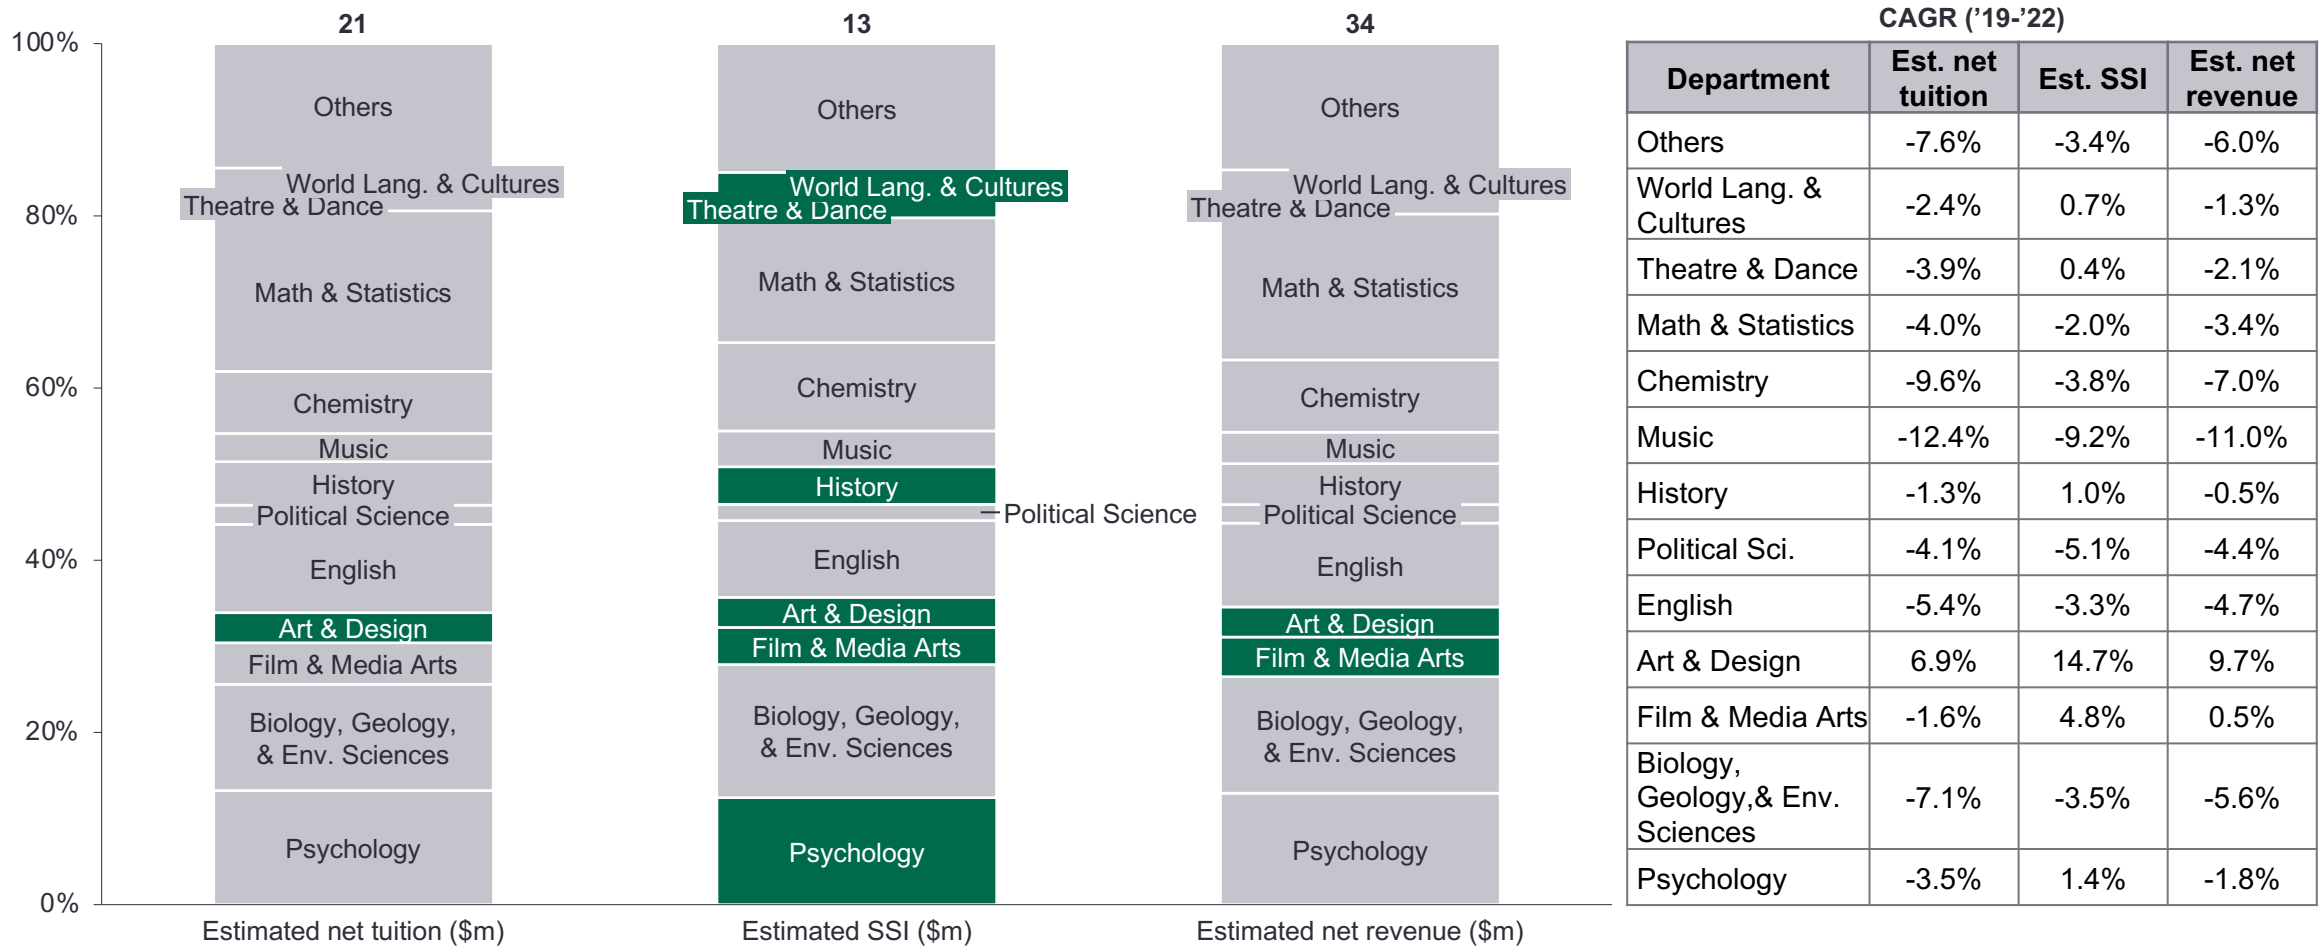 21
13
34
100%
80%
60%
40%
20%
0%
Others
World Lang. & Cultures
Theatre & Dance
Math & Statistics
Chemistry
Music
History
Political Science
English
Art & Design
Film & Media Arts
Biology, Geology,
& Env. Sciences
Psychology
Estimated net tuition ($m)
Others
World Lang. & Cultures
Theatre & Dance
Math & Statistics
Chemistry
Music
History
Political Science
English
Art & Design
Film & Media Arts
Biology, Geology,
& Env. Sciences
Psychology
Estimated SSI ($m)
Others
World Lang. & Cultures
Theatre & Dance
Math & Statistics
Chemistry
Music
History
Political Science
English
Art & Design
Film & Media Arts
Biology, Geology,
& Env. Sciences
Psychology
Estimated net revenue ($m)
CAGR (’19-’22)
Department Est. net tuition Est. SSI Est. net revenue
Others -7.6% -3.4% -6.0%
World Lang. &
Cultures -2.4% 0.7% -1.3%
Theatre & Dance -3.9% 0.4% -2.1%
Math & Statistics -4.0% -2.0% -3.4%
Chemistry -9.6% -3.8% -7.0%
Music -12.4% -9.2% -11.0%
History -1.3% 1.0% -0.5%
Political Sci. -4.1% -5.1% -4.4%
English -5.4% -3.3% -4.7%
Art & Design 6.9% 14.7% 9.7%
Film & Media Arts -1.6% 4.8% 0.5%
Biology,
Geology,& Env. -7.1% -3.5% -5.6%
Sciences
Psychology -3.5% 1.4% -1.8%